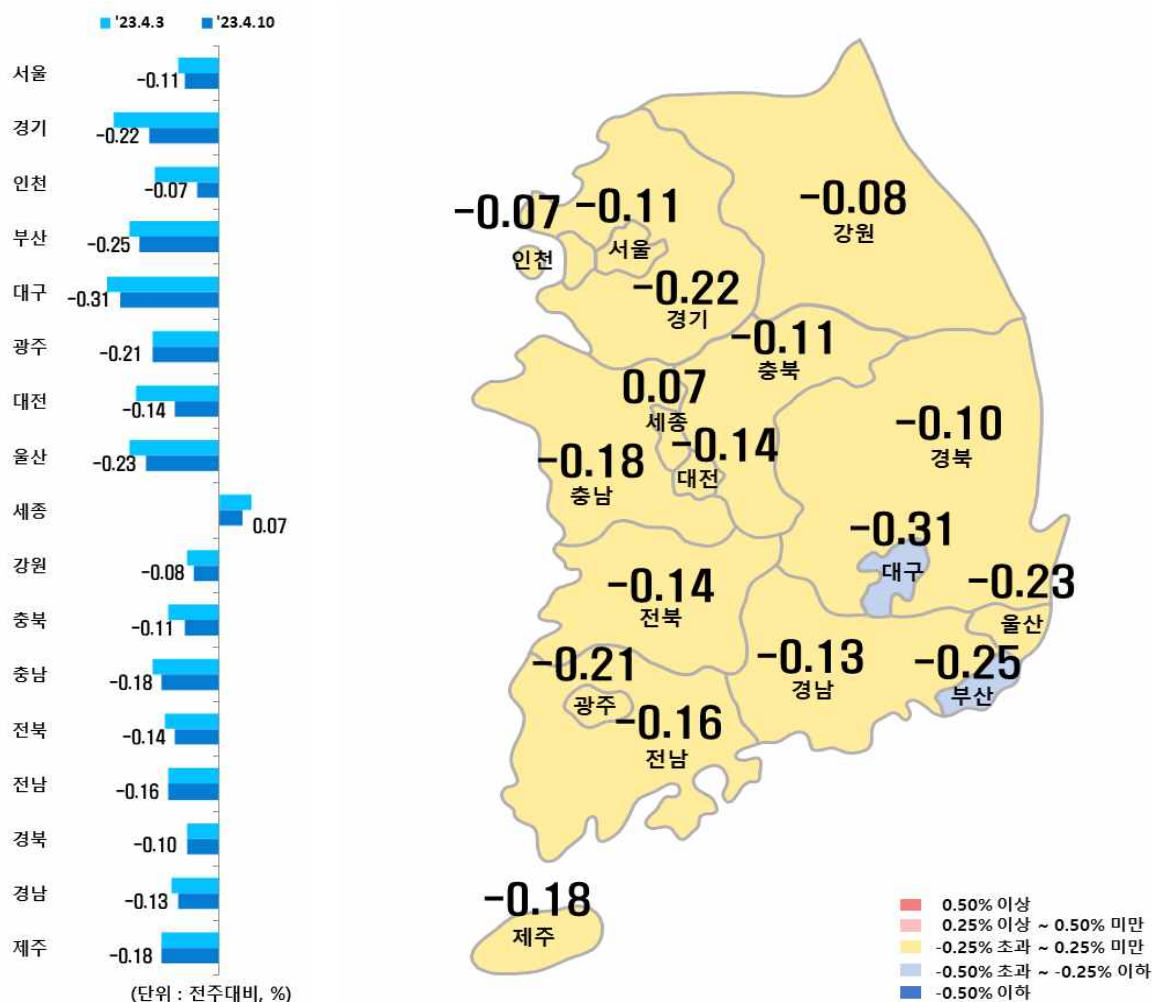 '23.4.3 '23.4.10
서울 -0.11
경기 -0.22
인천 -0.07
부산 -0.25
대구 -0.31
광주 -0.21
대전 -0.14
울산 -0.23
세종 0.07
강원 -0.08
충북 -0.11
충남 -0.18
전북 -0.14
전남 -0.16
경북 -0.10
경남 -0.13
제주 -0.18
(단위 : 전주대비, %)
-0.07
인천
-0.11
서울
-0.08
강원
-0.22
경기
-0.11
충북
0.07
세종
-0.14
대전
-0.18
충남
-0.10
경북
-0.31
대구
-0.23
울산
-0.14
전북
-0.13
경남
-0.25
부산
-0.21
광주
-0.16
전남
-0.18
제주
0.50% 이상
0.25% 이상 ~ 0.50% 미만
-0.25% 초과 ~ 0.25% 미만
-0.50% 초과 ~ -0.25% 이하
-0.50% 이하